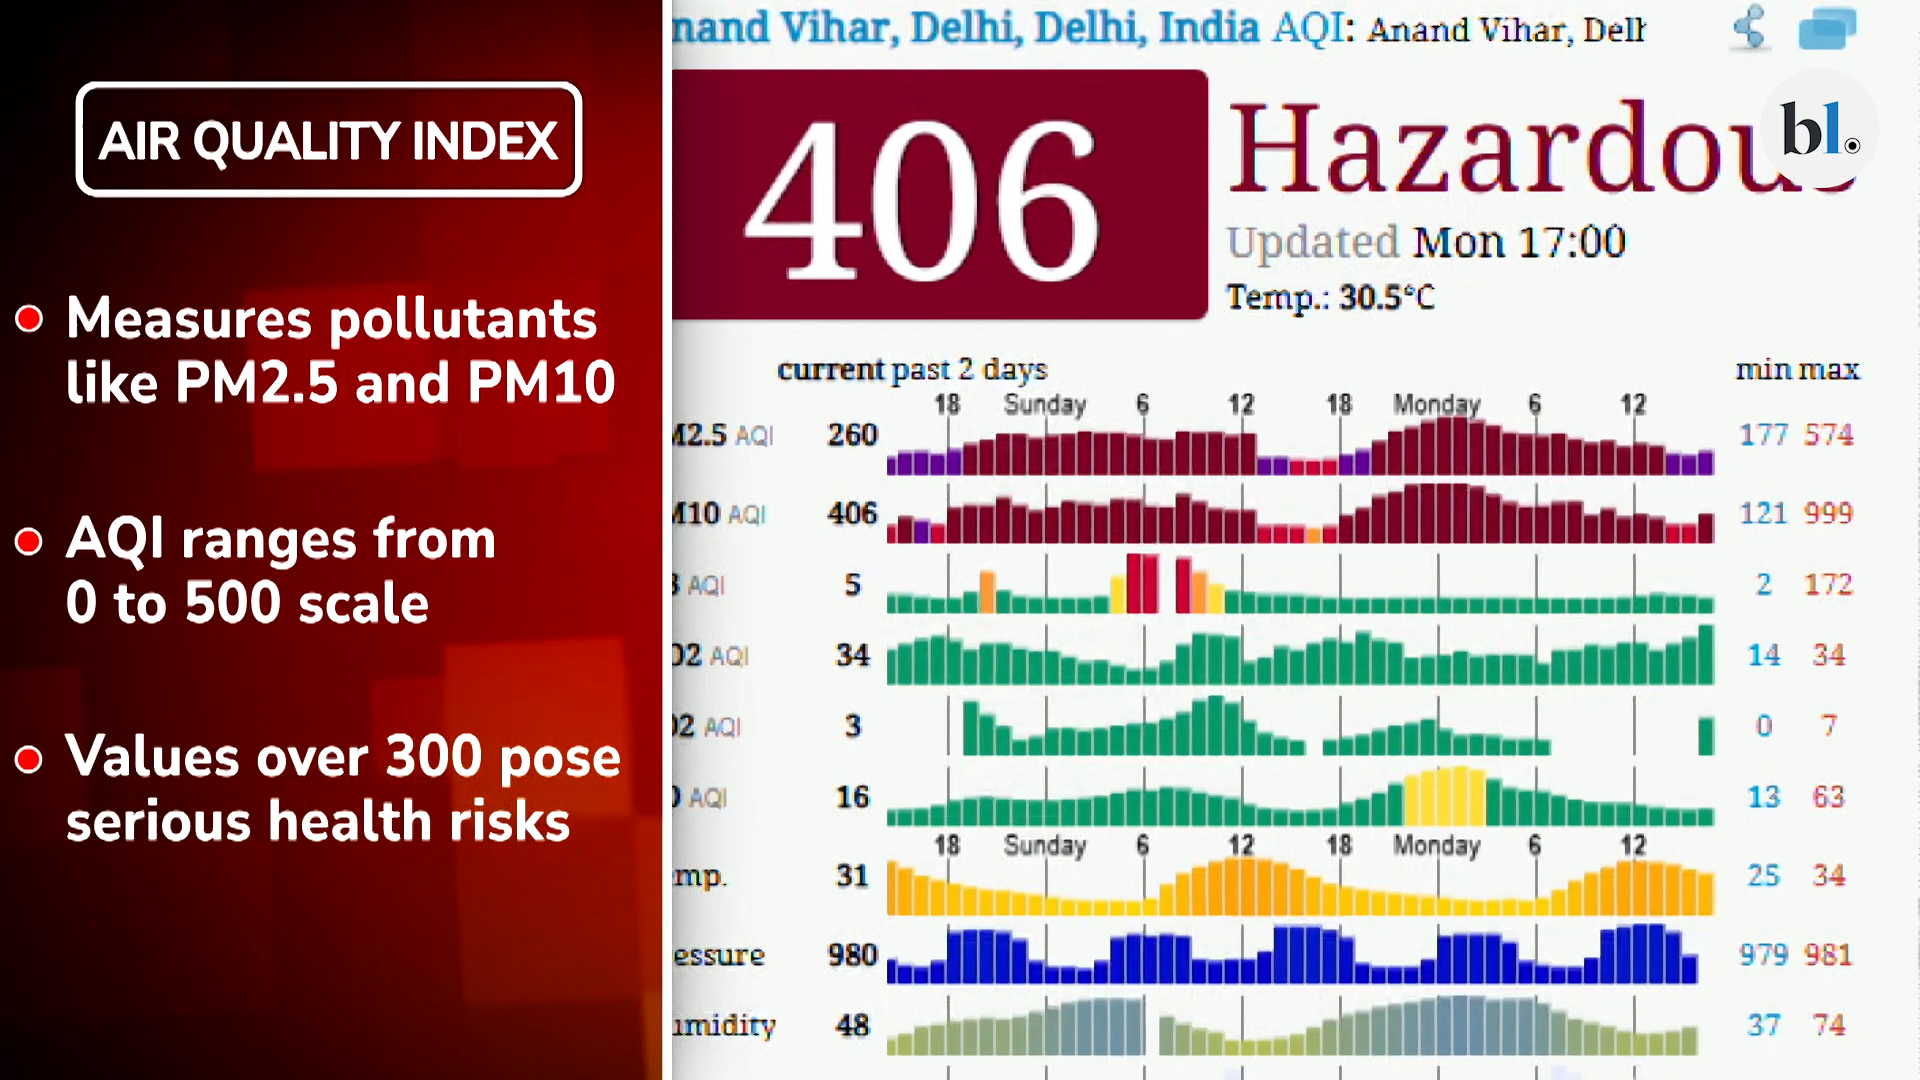 AIR QUALITY INDEX
Measures pollutants
like PM2.5 and PM10
AQI ranges from
0 to 500 scale
Values over 300 pose
serious health risks
nand Vihar, Delhi, Delhi, India AQI: Anand Vihar, Delh
406
Hazardous
bl.
Updated Mon 17:00
Temp.: 30.5°C
current past 2 days min max
18 Sunday 6 12 18 Monday 6 12
M2.5 AQI 260 177 574
M10 AQI 406 121 999
3 AQI 5 2 172
O2 AQI 34 14 34
O2 AQI 3 0 7
O AQI 16 13 63
18 Sunday 6 12 18 Monday 6 12
emp. 31 25 34
essure 980 979 981
umidity 48 37 74